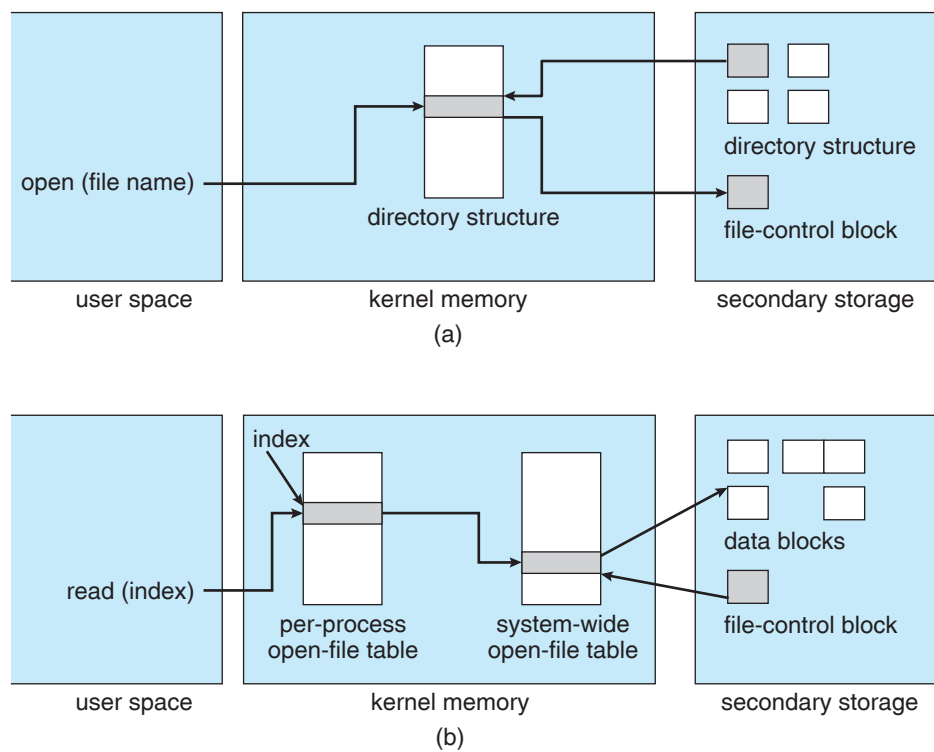 open (file name)
directory structure
directory structure
file-control block
user space
kernel memory
secondary storage
(a)
index
read (index)
per-process
open-file table
system-wide
open-file table
data blocks
file-control block
user space
kernel memory
secondary storage
(b)